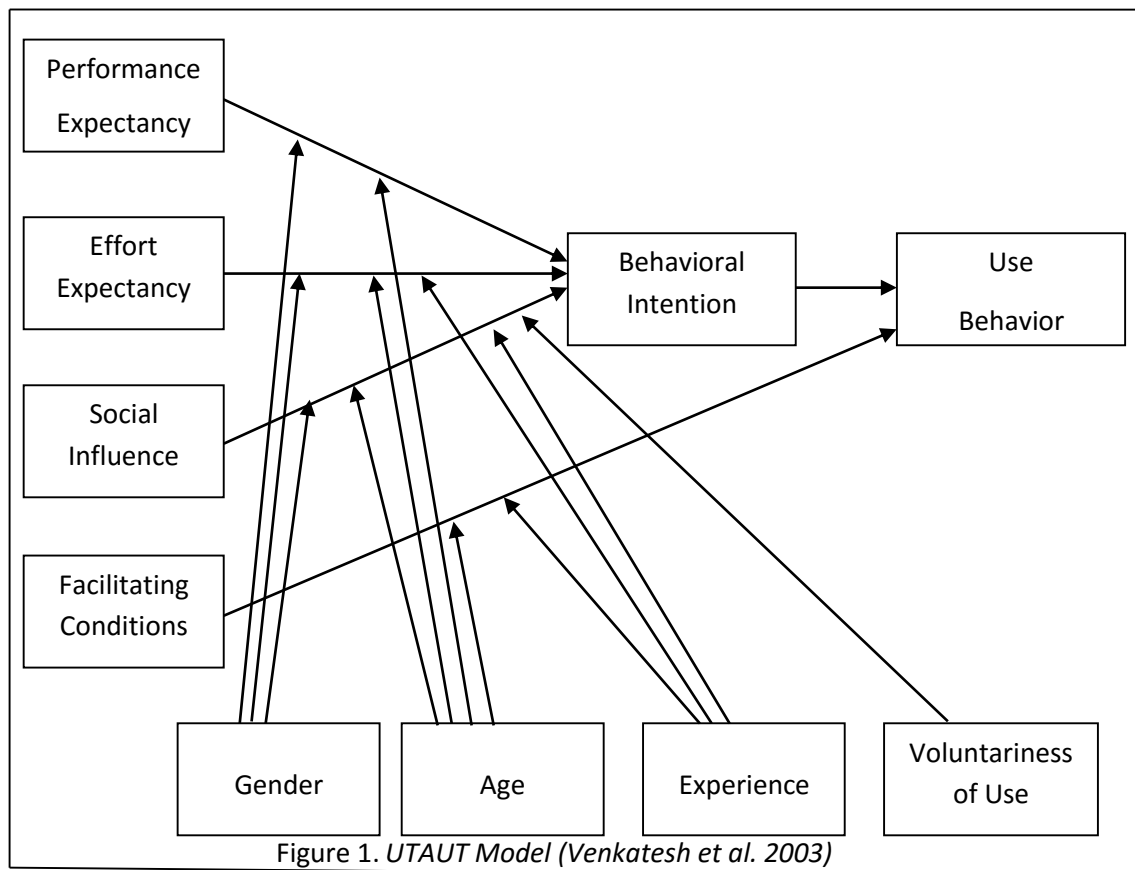 Performance
Expectancy
Effort
Expectancy
Behavioral
Intention
Use
Behavior
Social
Influence
Facilitating
Conditions
Gender
Age
Experience
Voluntariness
of Use
Figure 1. UTAUT Model (Venkatesh et al. 2003)